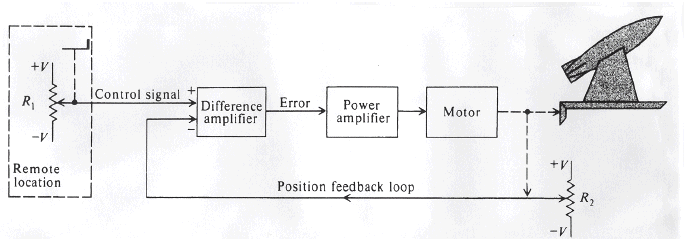 +V
R1
-V
Remote
location
Control signal
+
-
Difference
amplifier
Error
Power
amplifier
Motor
Position feedback loop
+V
R2
-V